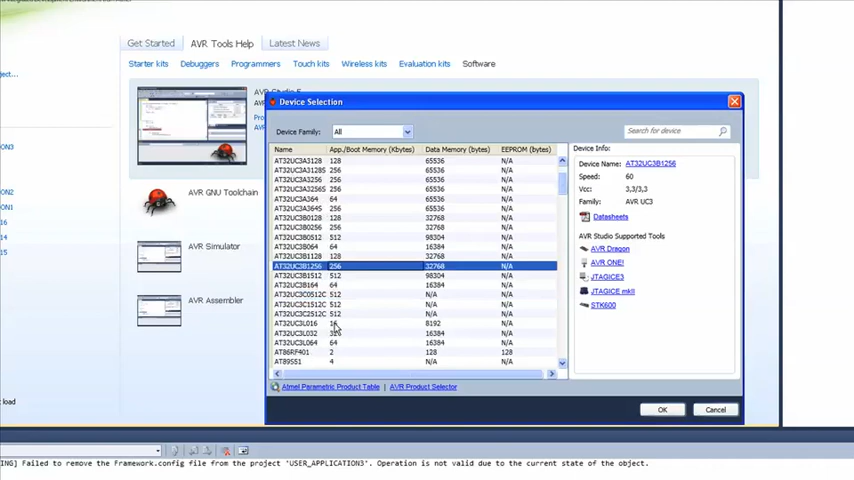 Get Started AVR Tools Help Latest News
Starter kits Debuggers Programmers Touch kits Wireless kits Evaluation kits Software
AVR Studio 5
Device Selection
Device Family: All
Search for device
Name App./Boot Memory (Kbytes) Data Memory (bytes) EEPROM (bytes)
AT32UC3A3128 128 65536 N/A
AT32UC3A3128S 128 65536 N/A
AT32UC3A3256 256 65536 N/A
AT32UC3A3256S 256 65536 N/A
AT32UC3A364 64 65536 N/A
AT32UC3A364S 256 65536 N/A
AT32UC3B0128 128 32768 N/A
AT32UC3B0256 256 32768 N/A
AT32UC3B0512 512 98304 N/A
AT32UC3B064 64 16384 N/A
AT32UC3B1128 128 32768 N/A
AT32UC3B1256 256 32768 N/A
AT32UC3B1512 512 98304 N/A
AT32UC3B164 64 16384 N/A
AT32UC3C0512C 512 N/A N/A
AT32UC3C1512C 512 N/A N/A
AT32UC3C2512C 512 N/A N/A
AT32UC3L016 16 8192 N/A
AT32UC3L032 16384 N/A
AT32UC3L064 64 16384 N/A
AT86RF401 2 128 128
AT89S51 4 N/A N/A
Atmel Parametric Product Table | AVR Product Selector
Device Info:
Device Name: AT32UC3B1256
Speed: 60
Vcc: 3,3/3,3
Family: AVR UC3
Datasheets
AVR Studio Supported Tools
AVR Dragon
AVR ONE!
JTAGICE3
JTAGICE mkII
STK600
OK Cancel
AVR GNU Toolchain
AVR Simulator
AVR Assembler
load
Failed to remove the Framework.config file from the project 'USER_APPLICATION3'. Operation is not valid due to the current state of the object.